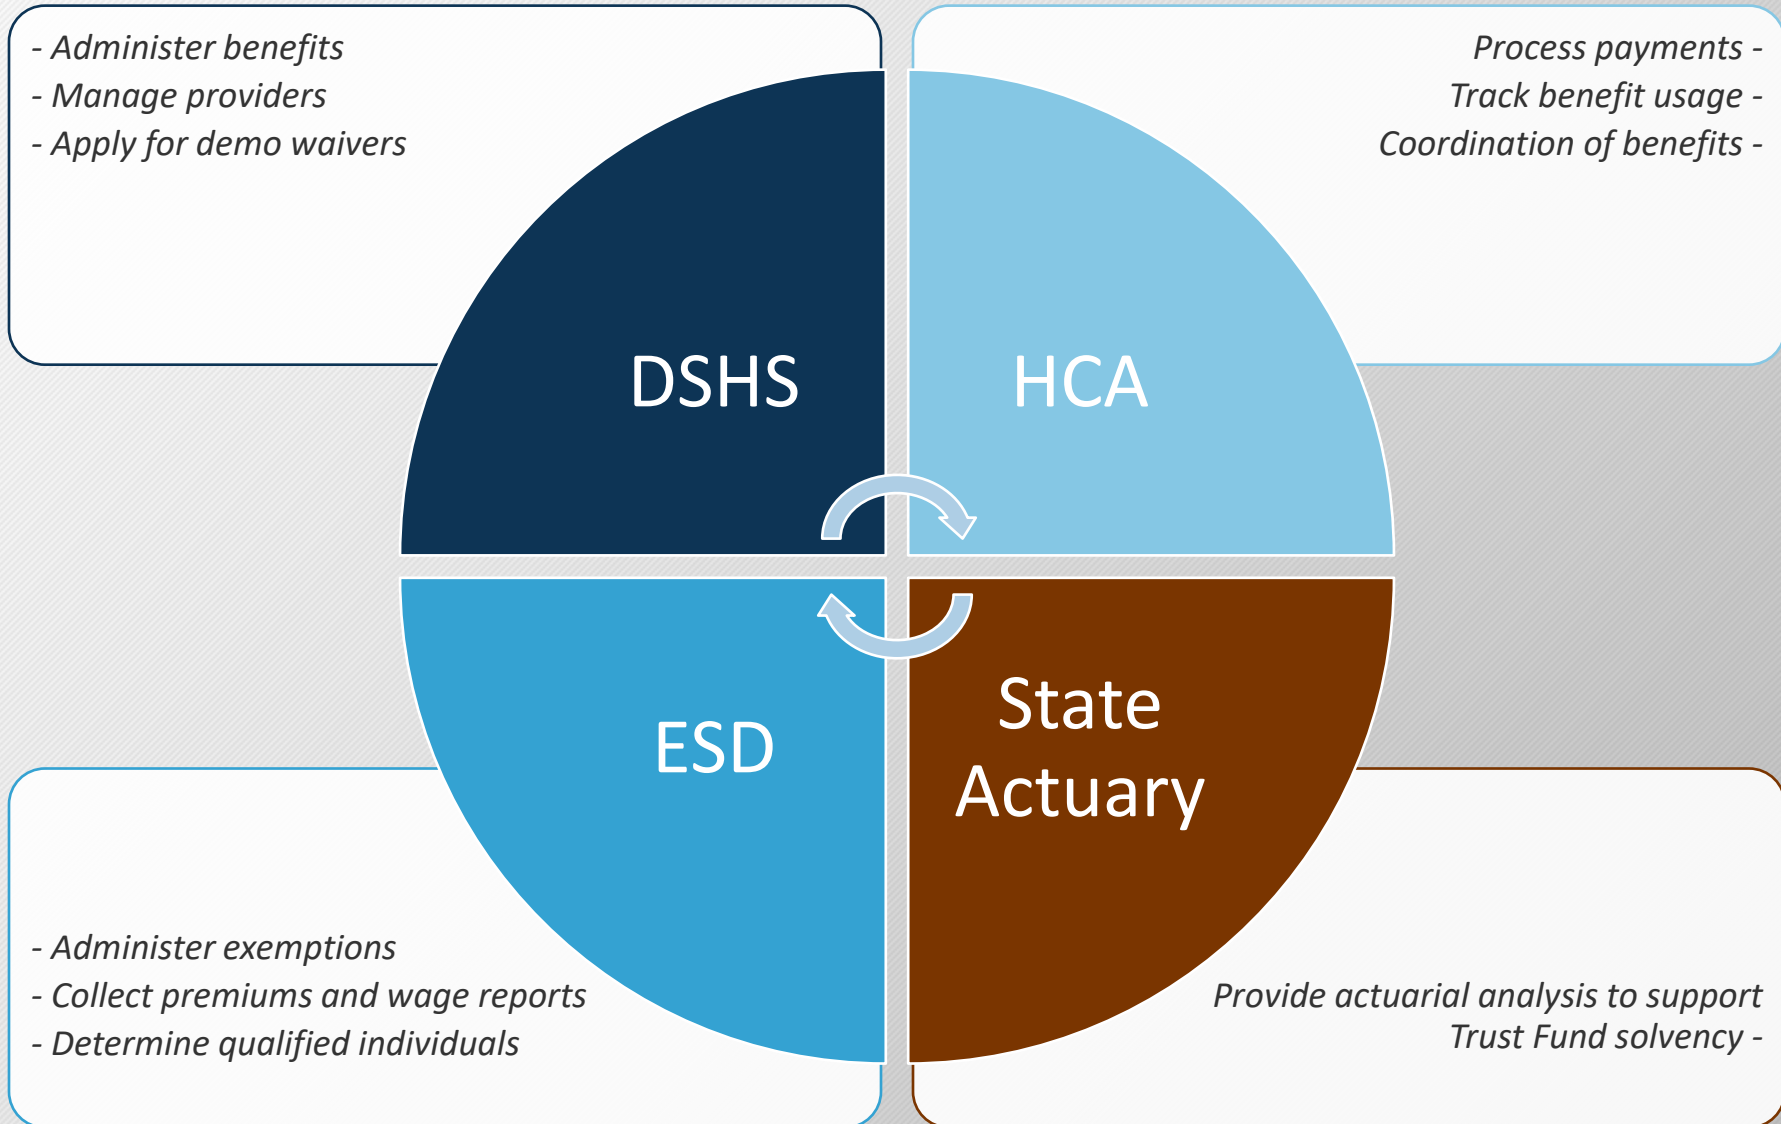 - Administer benefits
- Manage providers
- Apply for demo waivers
Process payments -
Track benefit usage -
Coordination of benefits -
DSHS
HCA
ESD
State
Actuary
- Administer exemptions
- Collect premiums and wage reports
- Determine qualified individuals
Provide actuarial analysis to support
Trust Fund solvency -